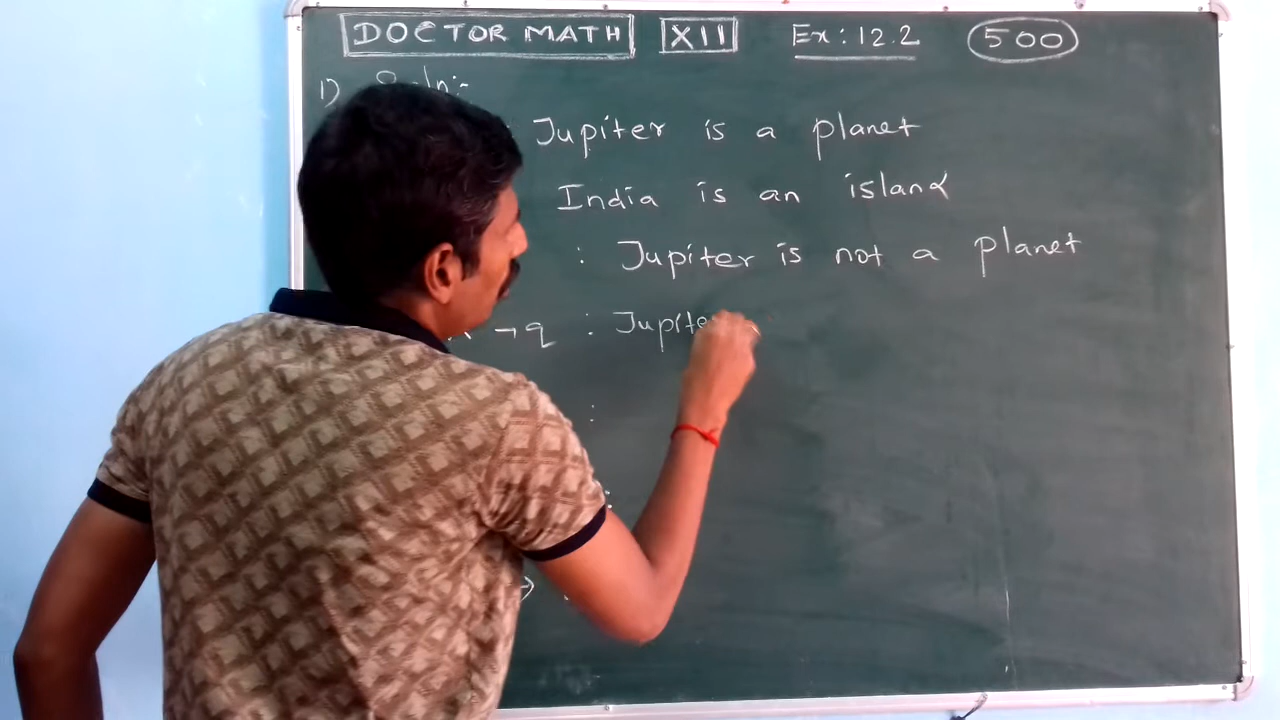 DOCTOR MATH XII Ex: 12.2 500
1) Soln:-
: Jupiter is a planet
India is an island
: Jupiter is not a planet
∧ ¬q : Jupiter
:
:
→ :